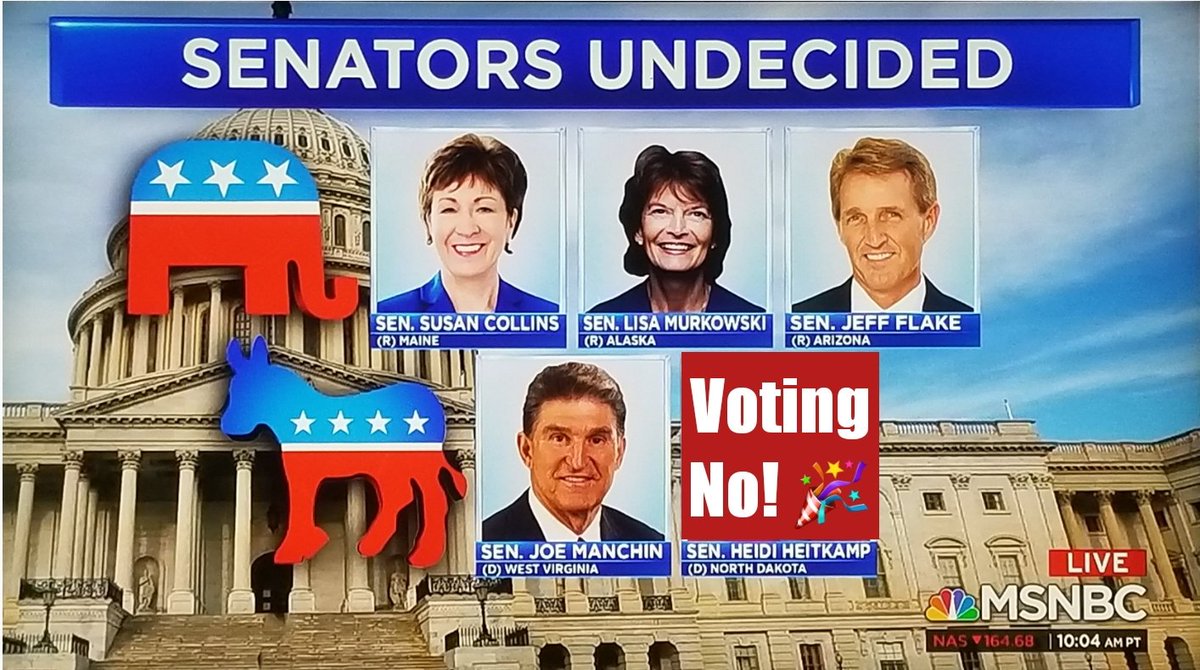 SENATORS UNDECIDED
SEN. SUSAN COLLINS
(R) MAINE
SEN. LISA MURKOWSKI
(R) ALASKA
SEN. JEFF FLAKE
(R) ARIZONA
Voting
No!
SEN. JOE MANCHIN
(D) WEST VIRGINIA
SEN. HEIDI HEITKAMP
(D) NORTH DAKOTA
LIVE
MSNBC
NAS ▼164.68 10:04 AM PT